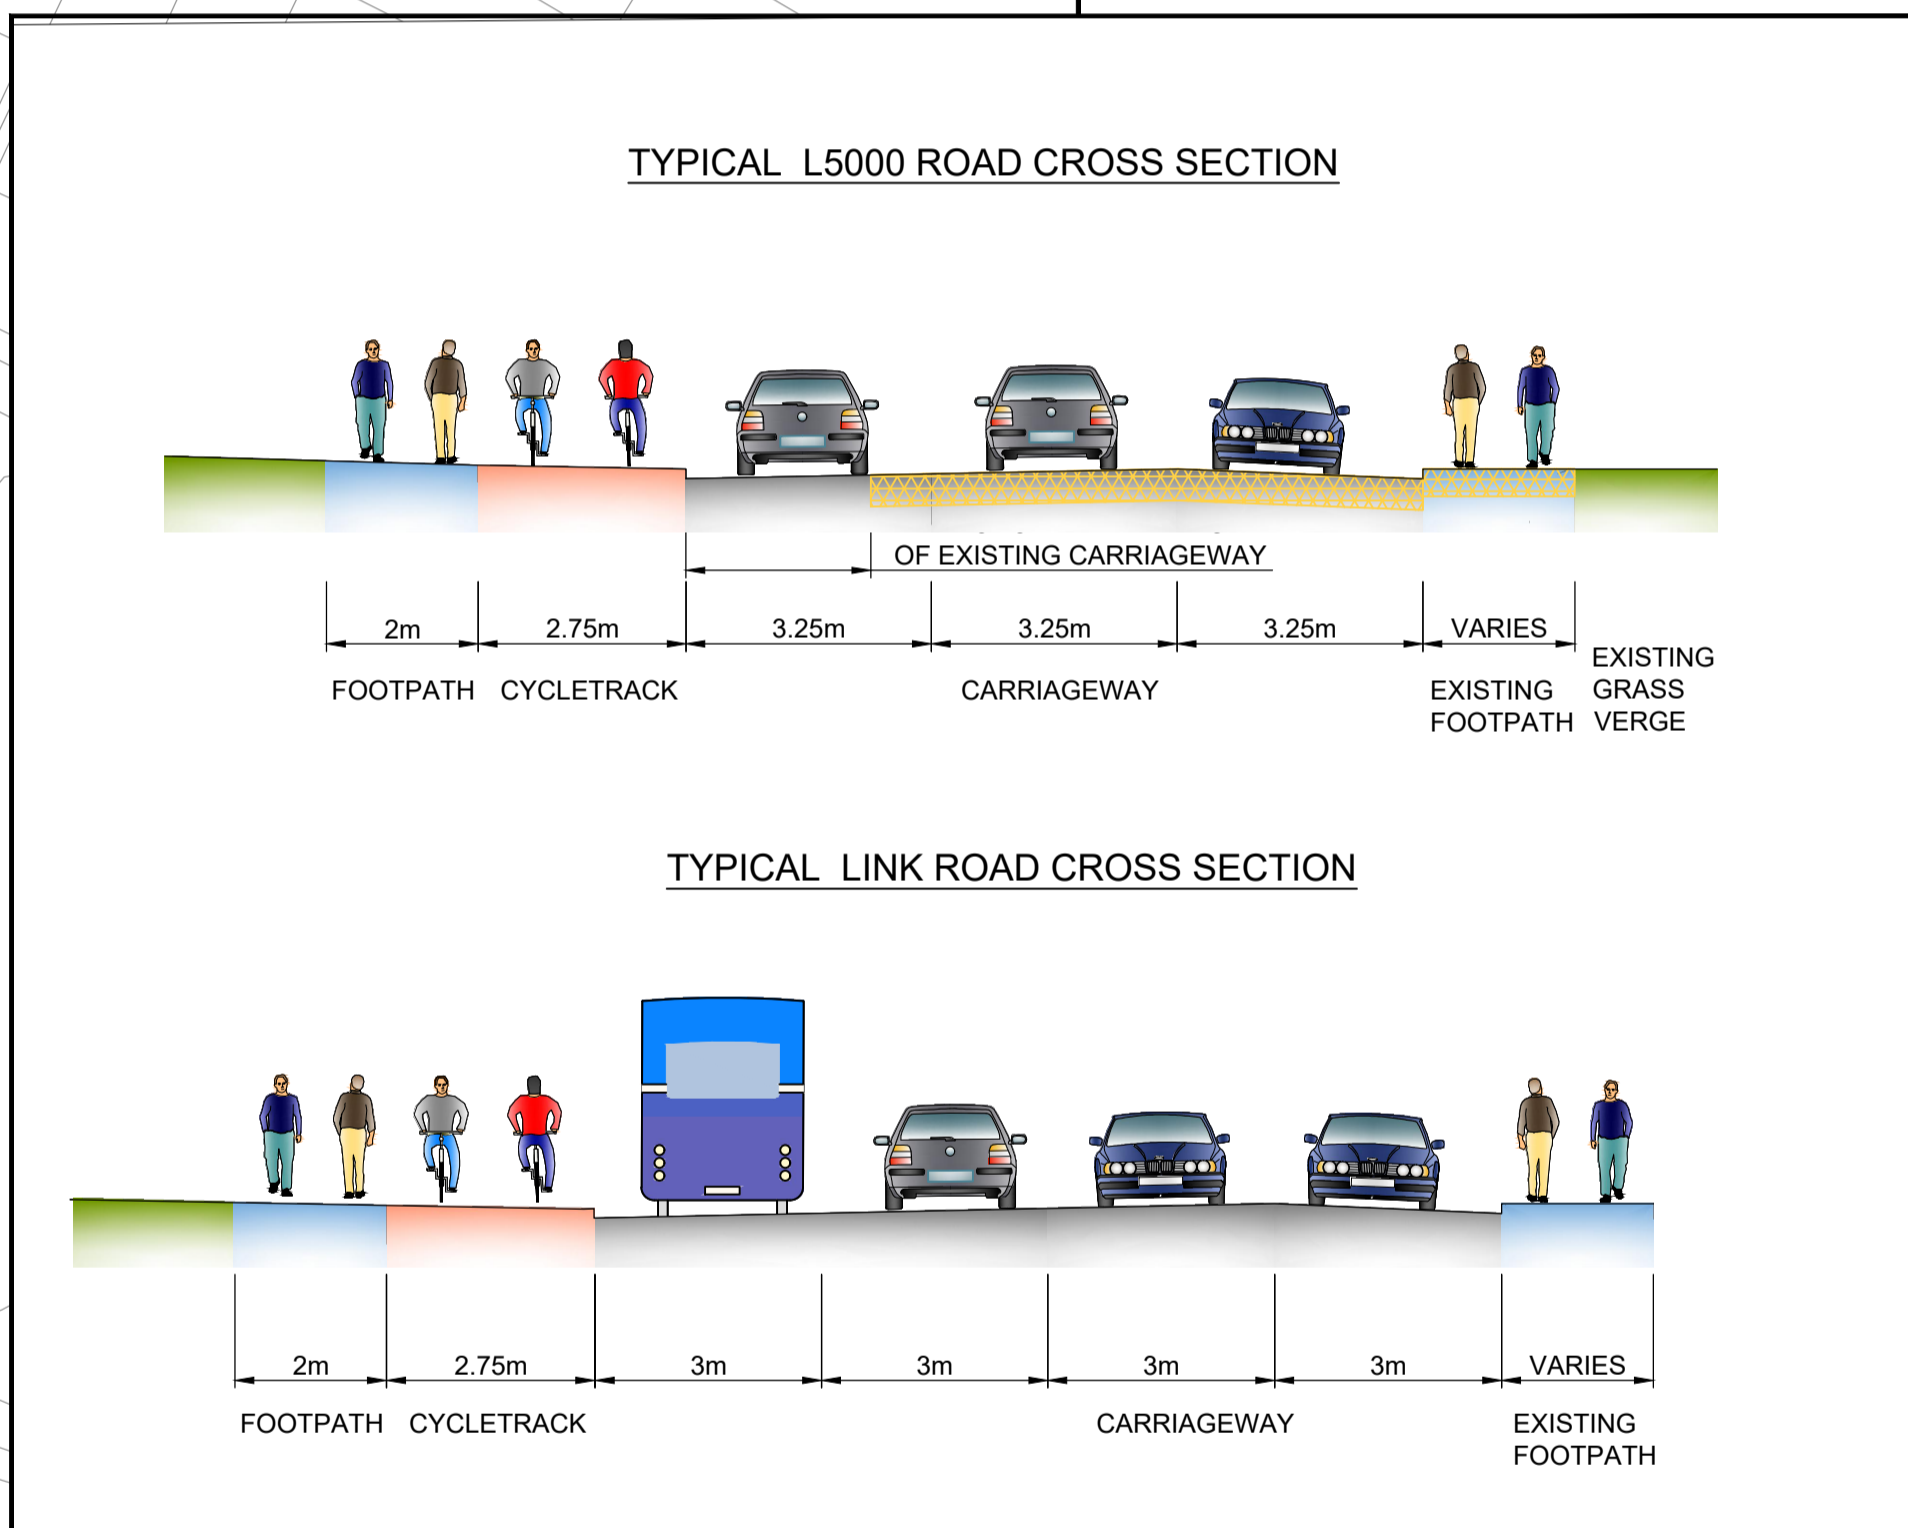 TYPICAL L5000 ROAD CROSS SECTION
OF EXISTING CARRIAGEWAY
2m 2.75m 3.25m 3.25m 3.25m VARIES
FOOTPATH CYCLETRACK CARRIAGEWAY EXISTING FOOTPATH
EXISTING
GRASS
VERGE
TYPICAL LINK ROAD CROSS SECTION
2m 2.75m 3m 3m 3m 3m VARIES
FOOTPATH CYCLETRACK CARRIAGEWAY EXISTING
FOOTPATH